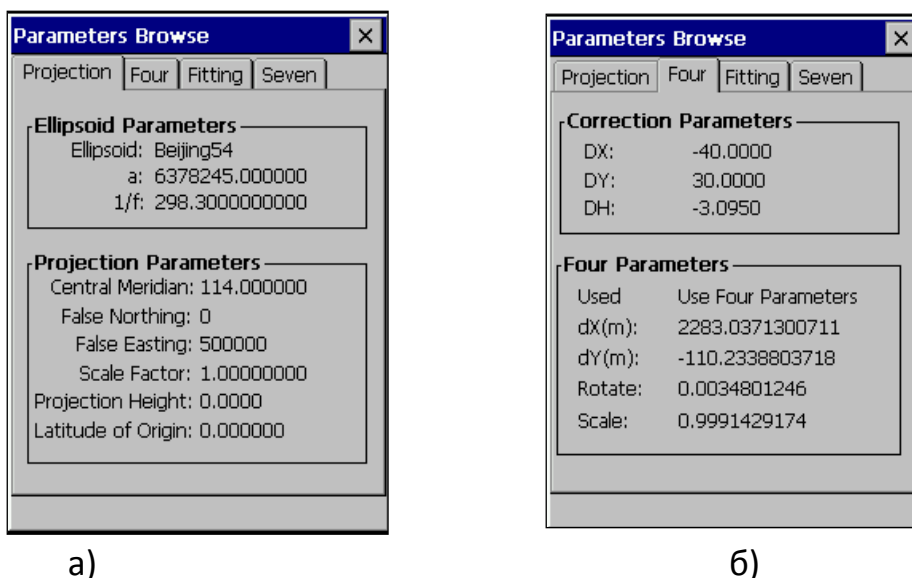 Parameters Browse
Projection Four Fitting Seven
Ellipsoid Parameters
Ellipsoid: Beijing54
a: 6378245.000000
1/f: 298.3000000000
Projection Parameters
Central Meridian: 114.000000
False Northing: 0
False Easting: 500000
Scale Factor: 1.00000000
Projection Height: 0.0000
Latitude of Origin: 0.000000
а)
Parameters Browse
Projection Four Fitting Seven
Correction Parameters
DX: -40.0000
DY: 30.0000
DH: -3.0950
Four Parameters
Used Use Four Parameters
dX(m): 2283.0371300711
dY(m): -110.2338803718
Rotate: 0.0034801246
Scale: 0.9991429174
б)